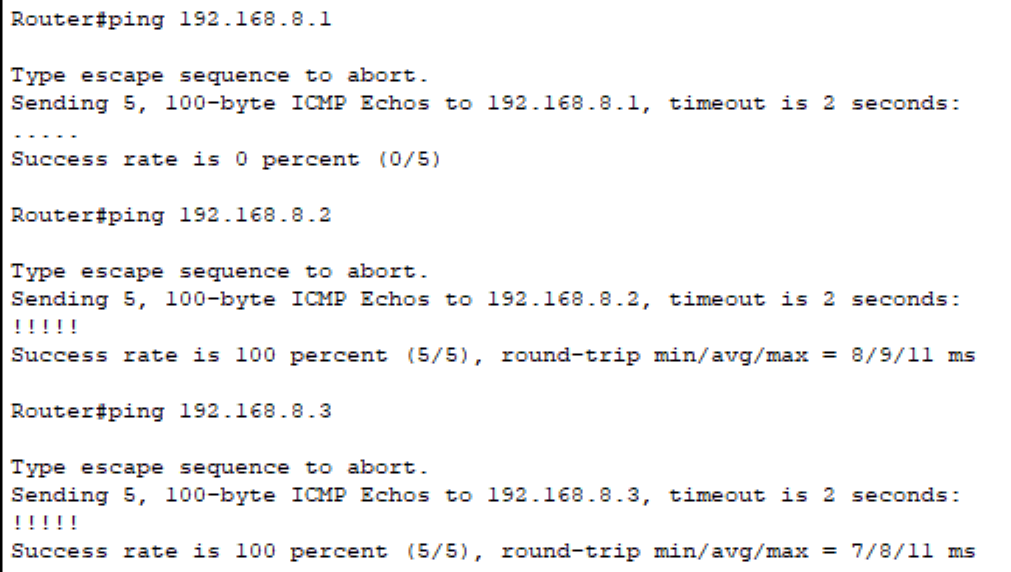 Router#ping 192.168.8.1
Type escape sequence to abort.
Sending 5, 100-byte ICMP Echos to 192.168.8.1, timeout is 2 seconds:
.....
Success rate is 0 percent (0/5)
Router#ping 192.168.8.2
Type escape sequence to abort.
Sending 5, 100-byte ICMP Echos to 192.168.8.2, timeout is 2 seconds:
!!!!!
Success rate is 100 percent (5/5), round-trip min/avg/max = 8/9/11 ms
Router#ping 192.168.8.3
Type escape sequence to abort.
Sending 5, 100-byte ICMP Echos to 192.168.8.3, timeout is 2 seconds:
!!!!!
Success rate is 100 percent (5/5), round-trip min/avg/max = 7/8/11 ms